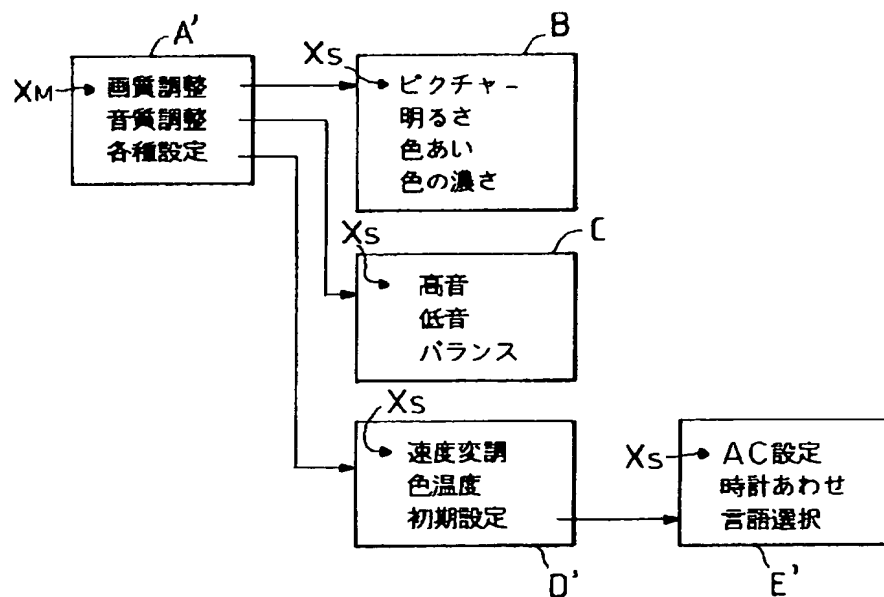 A'
XM
画質調整
音質調整
各種設定
B
XS
ピクチャー
明るさ
色あい
色の濃さ
C
XS
高音
低音
バランス
XS
速度変調
色温度
初期設定
D'
XS
AC設定
時計あわせ
言語選択
E'